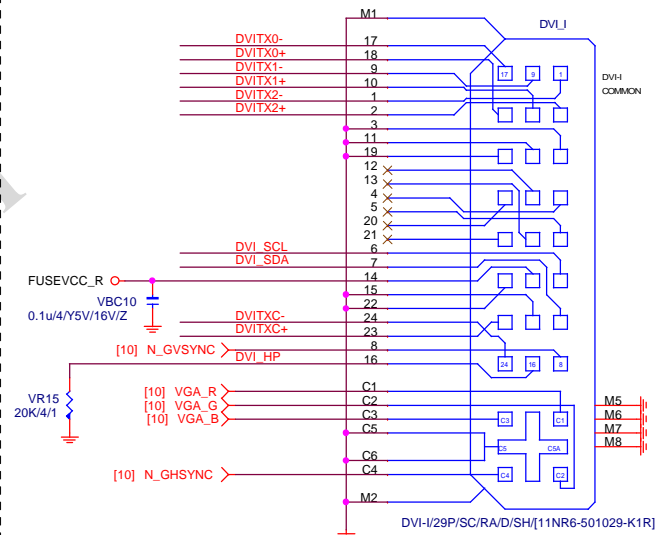 M1
DVI_I
DVITX0- 17
DVITX0+ 18
DVITX1- 9
DVITX1+ 10
DVITX2- 1
DVITX2+ 2
17 9 1
DVI-I
COMMON
3
11
19
12
13
4
5
20
21
DVI_SCL 6
DVI_SDA 7
FUSEVCC_R 14
15
VBC10
0.1u/4/Y5V/16V/Z
22
DVITXC- 24
DVITXC+ 23
[10] N_GVSYNC 8
DVI_HP 16
24 16 8
VR15
20K/4/1
[10] VGA_R C1
[10] VGA_G C2
[10] VGA_B C3
C5
C6
[10] N_GHSYNC C4
M2
C3 C1
C5 C5A
C4 C2
M5
M6
M7
M8
DVI-I/29P/SC/RA/D/SH/[11NR6-501029-K1R]